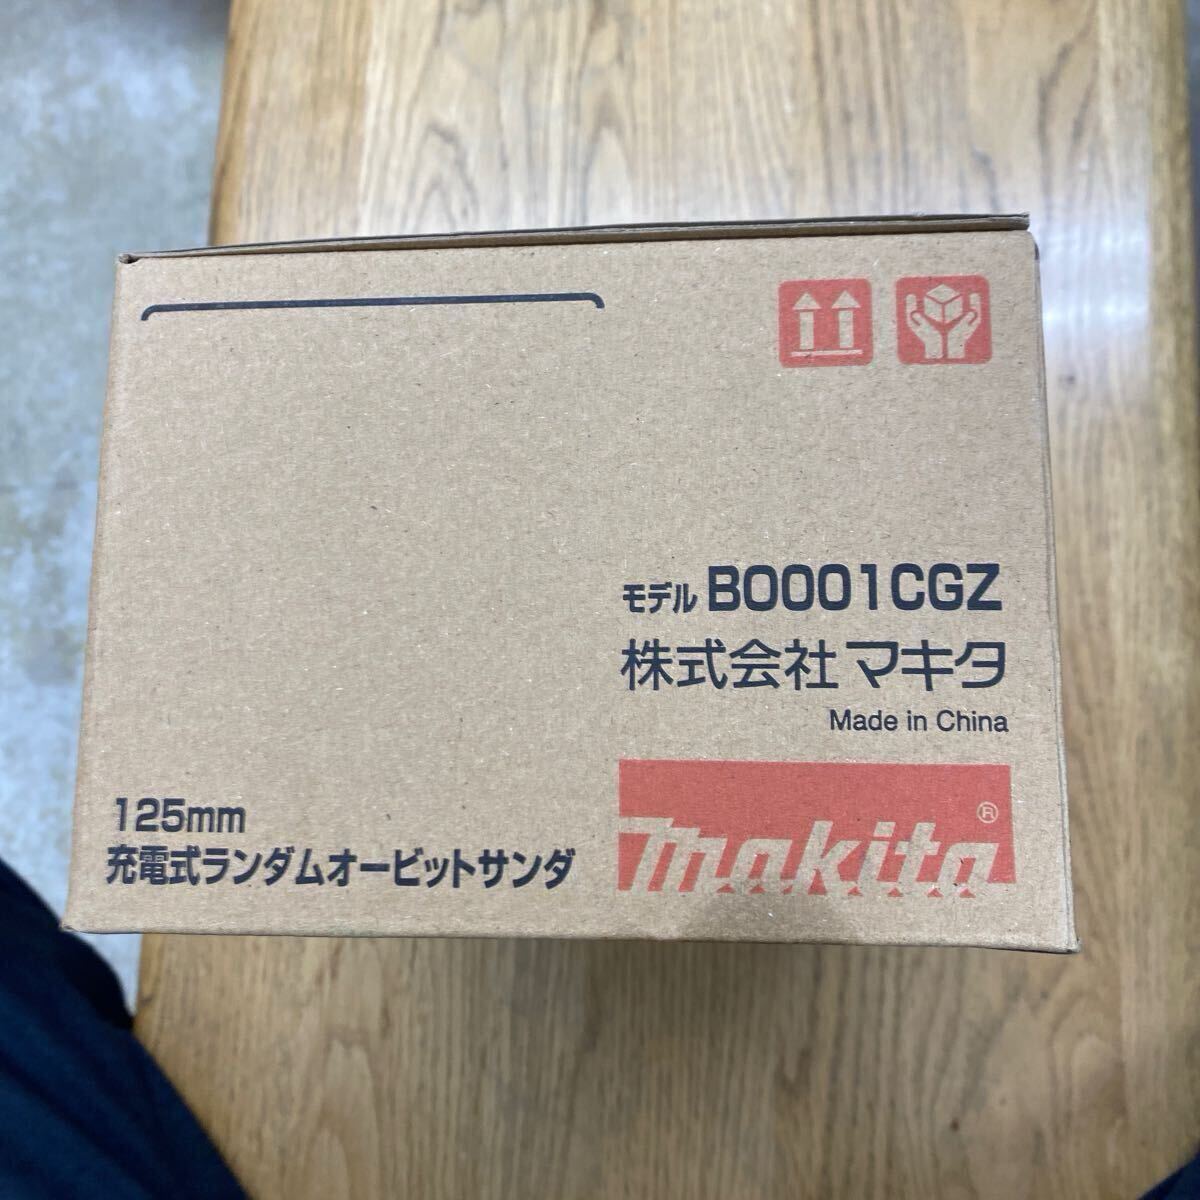 モデル BO001CGZ
株式会社マキタ
Made in China
125mm
充電式ランダムオービットサンダ
makita®